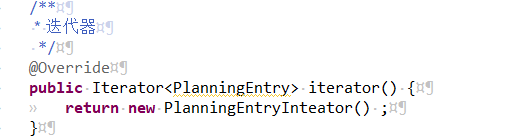 /**
* 迭代器
*/
@Override
public Iterator<PlanningEntry> iterator() {
return new PlanningEntryInteator() ;
}